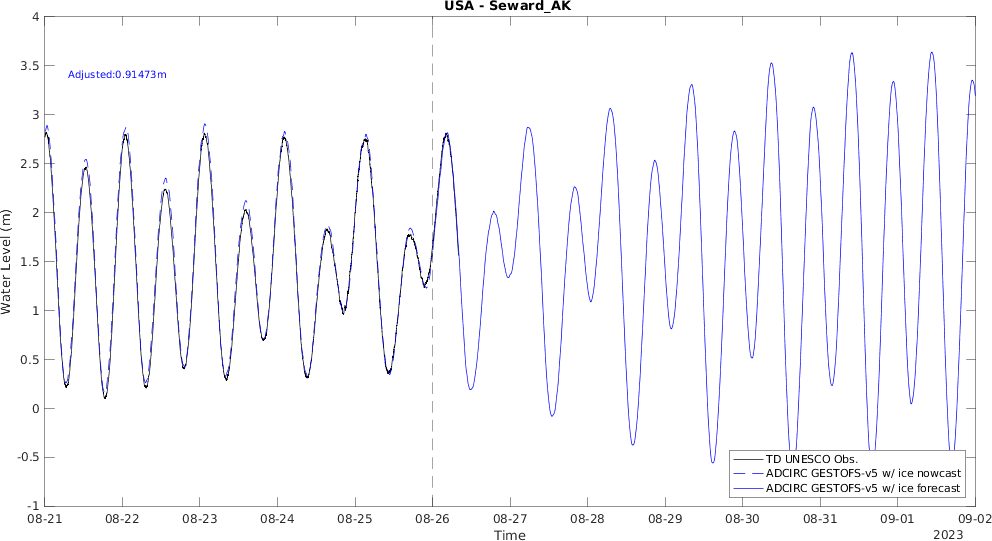 USA - Seward_AK
4
3.5
3
2.5
2
1.5
1
0.5
0
-0.5
-1
Water Level (m)
Adjusted:0.91473m
TD UNESCO Obs.
ADCIRC GESTOFS-v5 w/ ice nowcast
ADCIRC GESTOFS-v5 w/ ice forecast
08-21 08-22 08-23 08-24 08-25 08-26 08-27 08-28 08-29 08-30 08-31 09-01 09-02
Time
2023